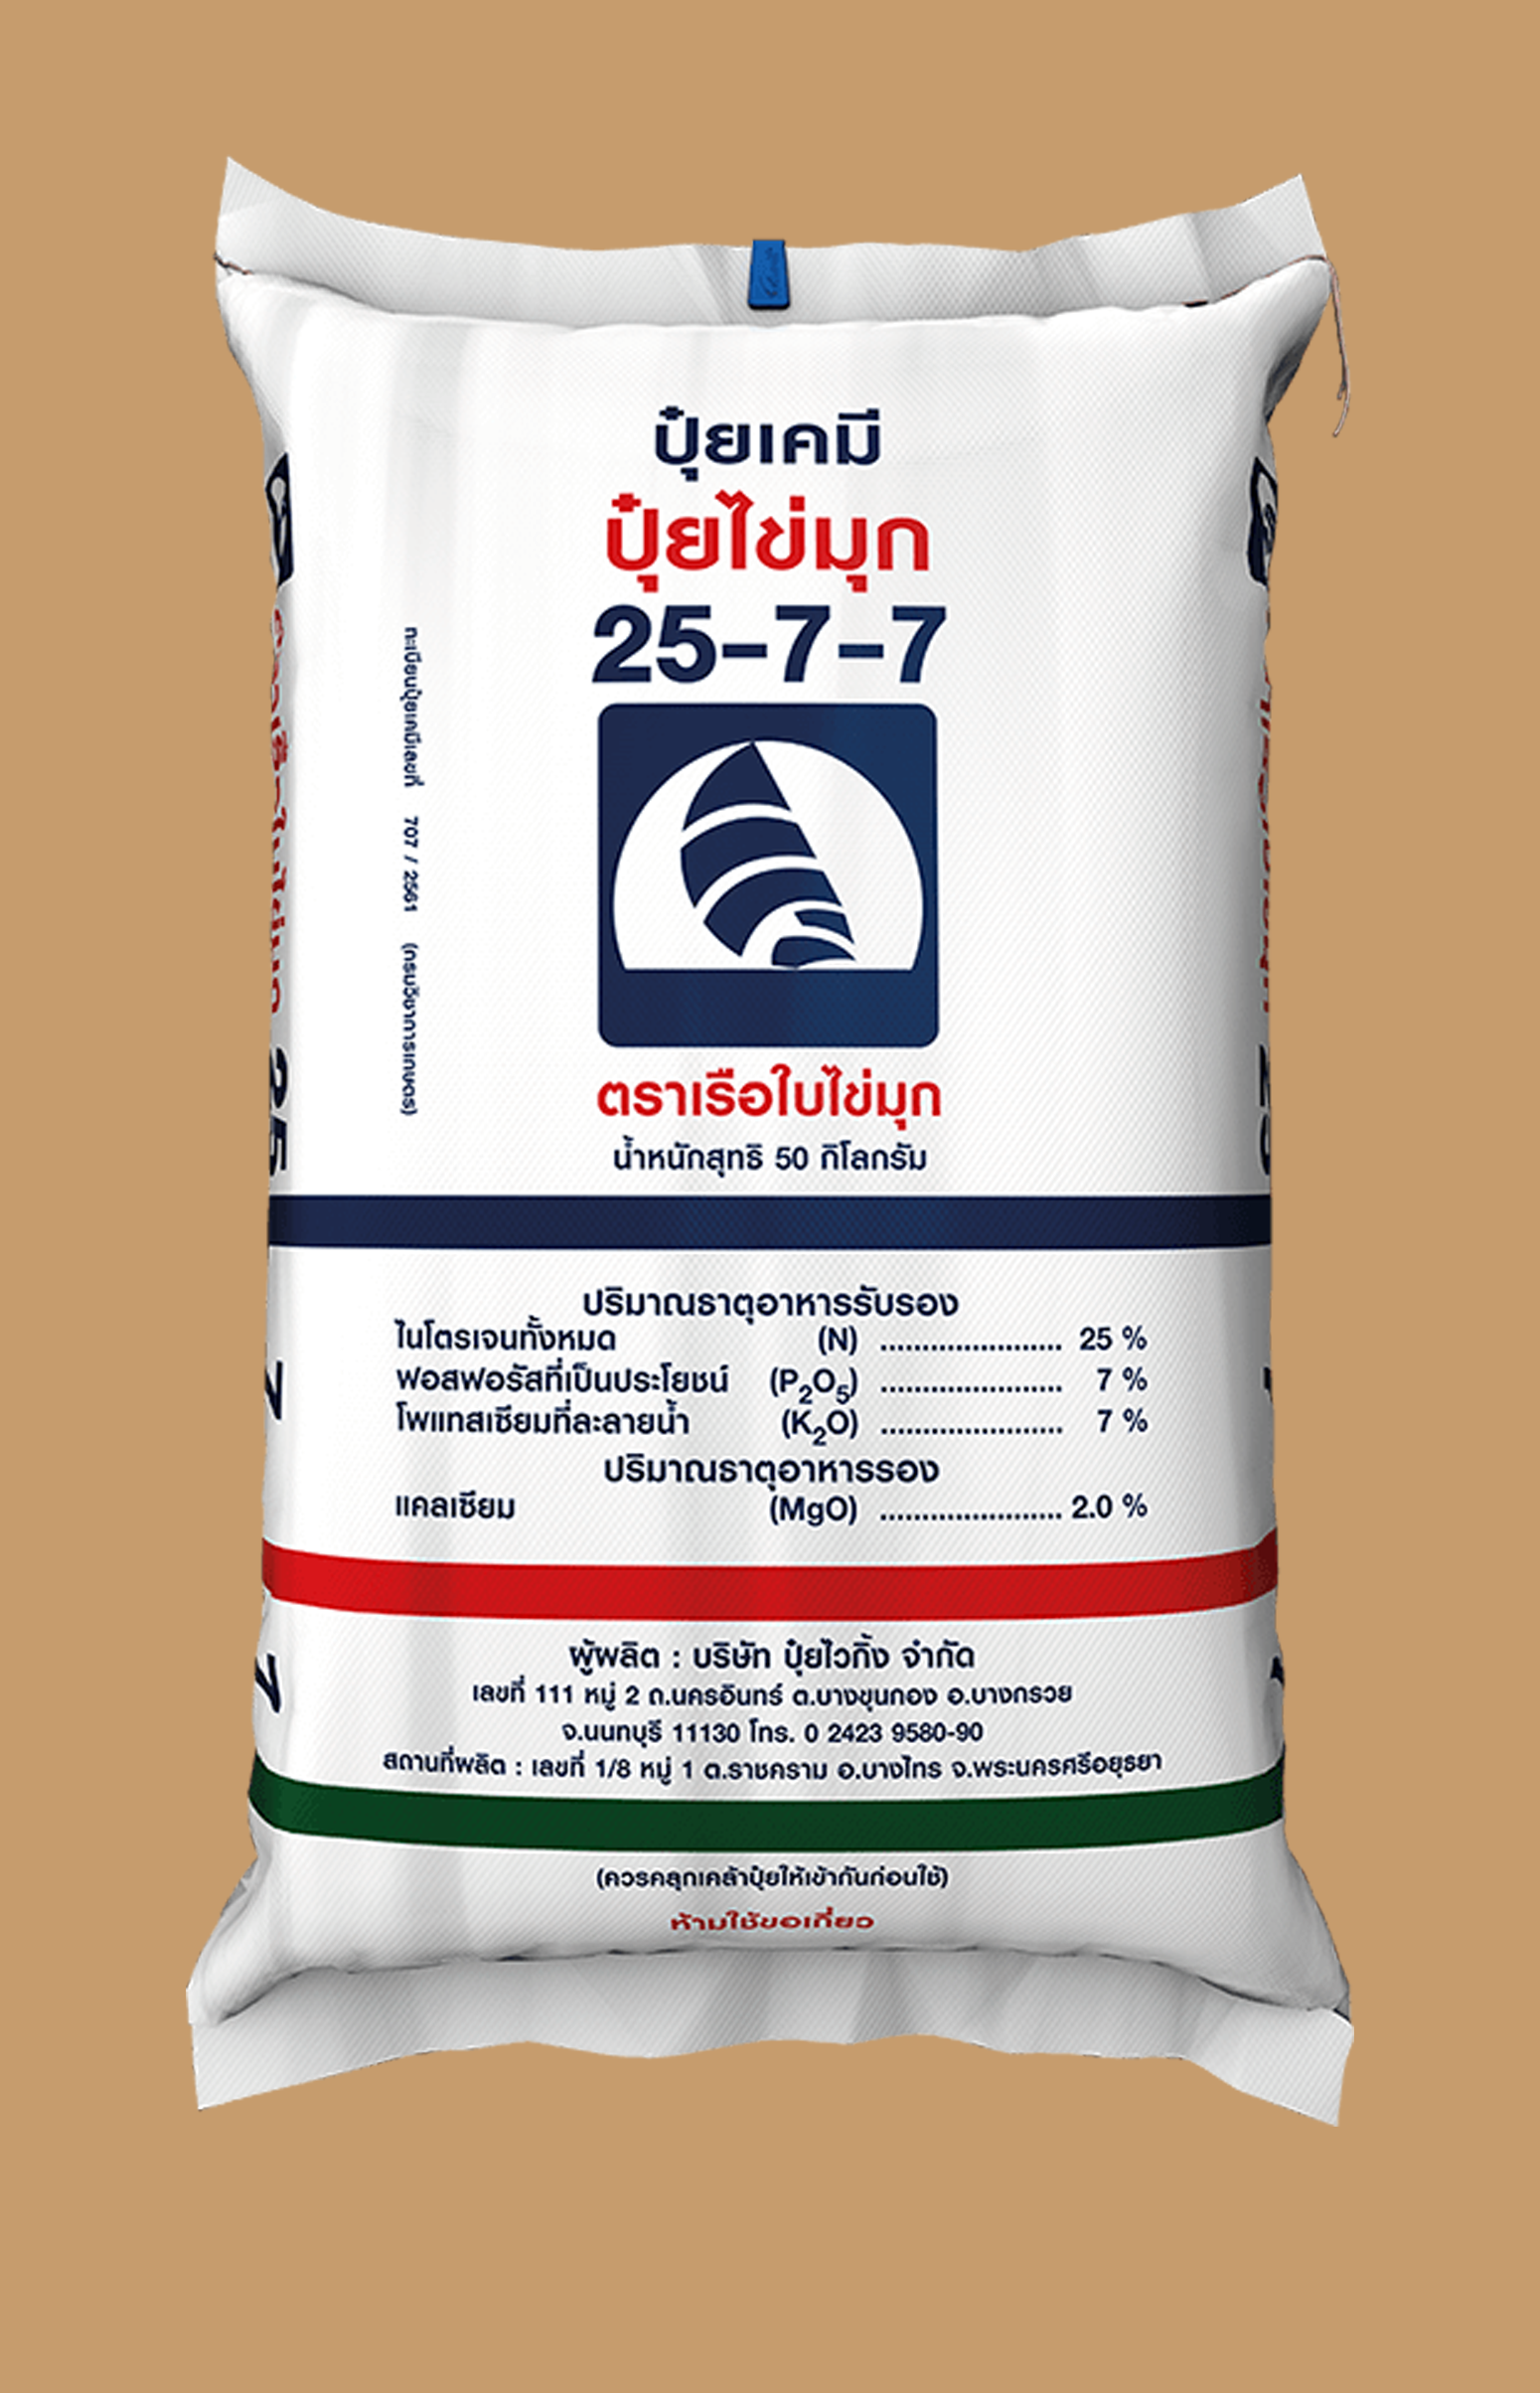 ปุ๋ยเคมี
ปุ๋ยไข่มุก
25-7-7
ทะเบียนปุ๋ยเคมีเลขที่ 707 / 2561 (กรมวิชาการเกษตร)
ตราเรือใบไข่มุก
น้ำหนักสุทธิ 50 กิโลกรัม
ปริมาณธาตุอาหารรับรอง
ไนโตรเจนทั้งหมด (N) ...................... 25 %
ฟอสฟอรัสที่เป็นประโยชน์ (P₂O₅) ...................... 7 %
โพแทสเซียมที่ละลายน้ำ (K₂O) ...................... 7 %
ปริมาณธาตุอาหารรอง
แคลเซียม (MgO) ...................... 2.0 %
ผู้ผลิต : บริษัท ปุ๋ยไวกิ้ง จำกัด
เลขที่ 111 หมู่ 2 ถ.นครอินทร์ ต.บางขุนกอง อ.บางกรวย
จ.นนทบุรี 11130 โทร. 0 2423 9580-90
สถานที่ผลิต : เลขที่ 1/8 หมู่ 1 ต.ราชคราม อ.บางไทร จ.พระนครศรีอยุธยา
(ควรคลุกเคล้าปุ๋ยให้เข้ากันก่อนใช้)
ห้ามใช้ขอเกี่ยว